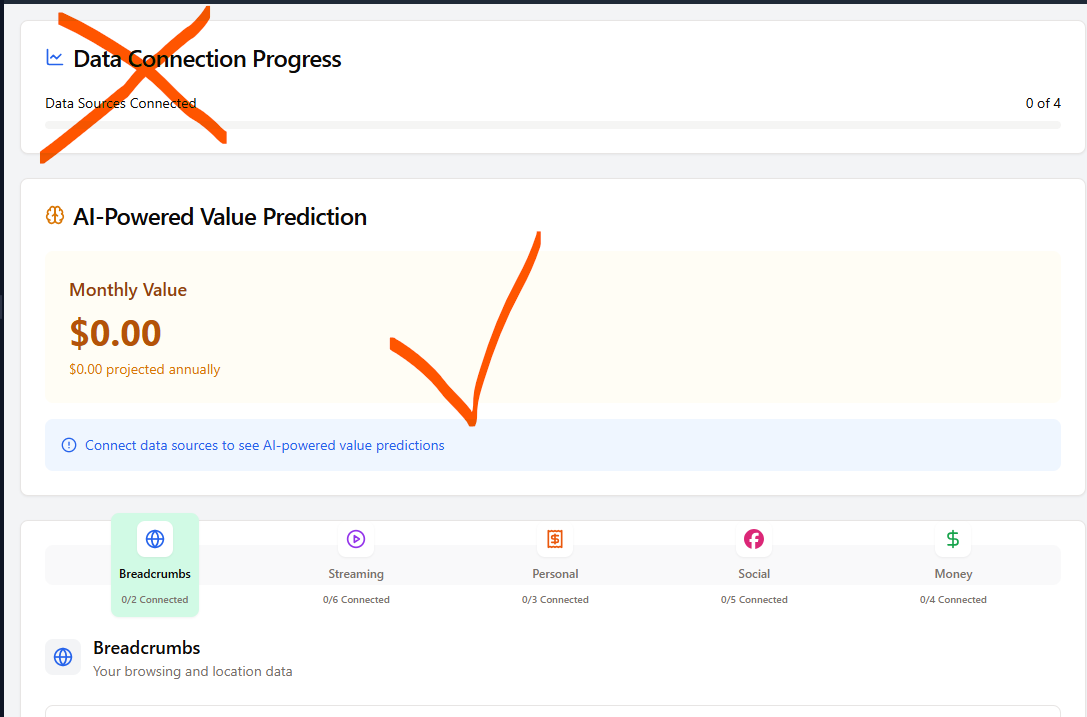 Data Connection Progress
Data Sources Connected 0 of 4
AI-Powered Value Prediction
Monthly Value
$0.00
$0.00 projected annually
Connect data sources to see AI-powered value predictions
Breadcrumbs Streaming Personal Social Money
0/2 Connected 0/6 Connected 0/3 Connected 0/5 Connected 0/4 Connected
Breadcrumbs
Your browsing and location data